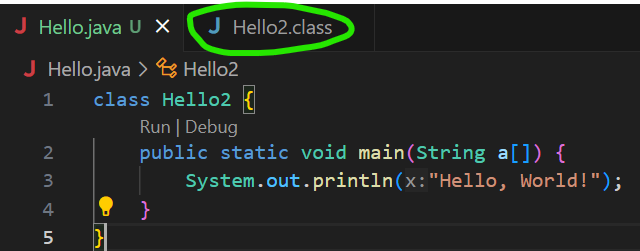 Hello.java U Hello2.class
Hello.java > Hello2
1 class Hello2 {
Run | Debug
2 public static void main(String a[]) {
3 System.out.println(x:"Hello, World!");
4 }
5 }